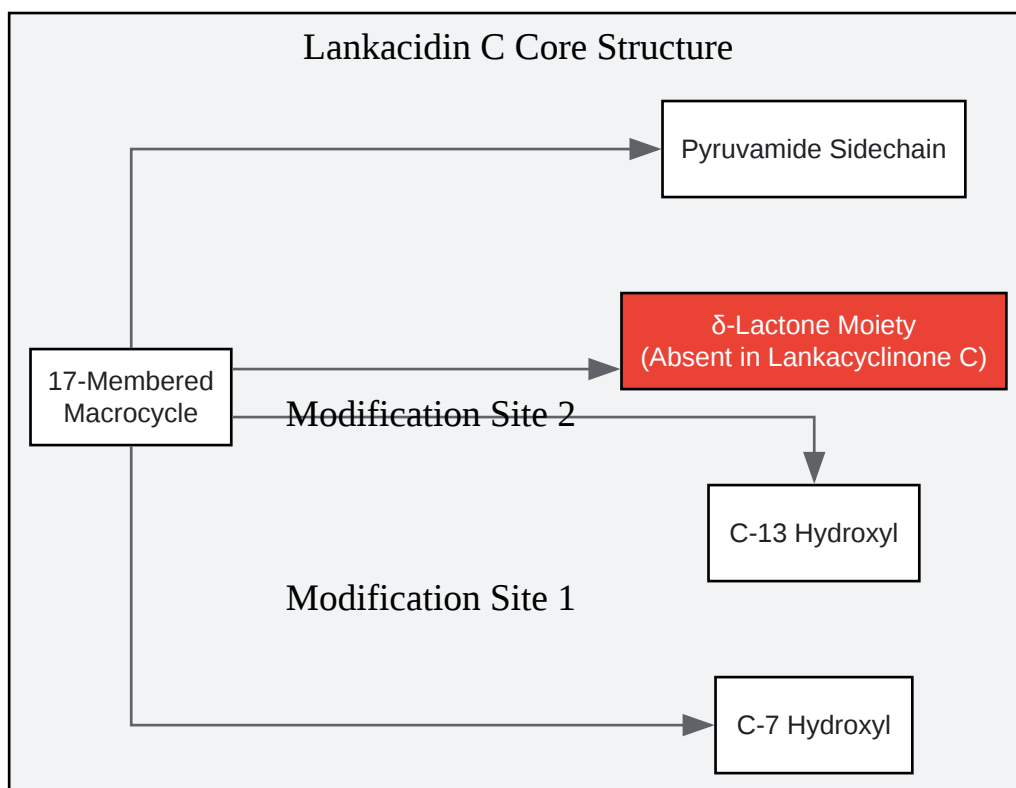 Lankacidin C Core Structure
Pyruvamide Sidechain
δ-Lactone Moiety
(Absent in Lankacyclinone C)
17-Membered
Macrocycle
Modification Site 2
C-13 Hydroxyl
Modification Site 1
C-7 Hydroxyl